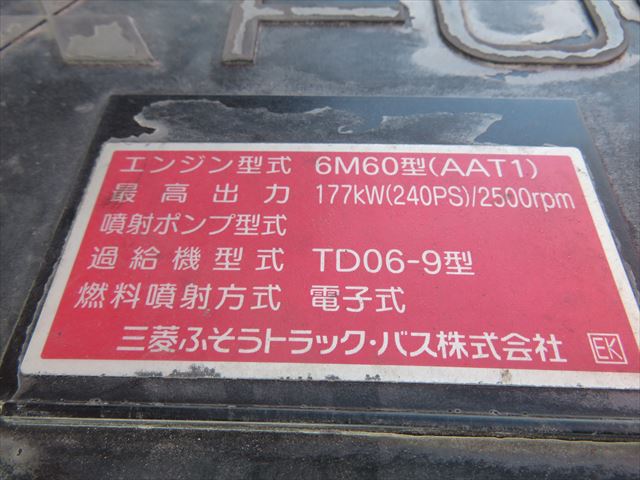 エンジン型式 6M60型(AAT1)
最高出力 177kW(240PS)/2500rpm
噴射ポンプ型式
過給機型式 TD06-9型
燃料噴射方式 電子式
三菱ふそうトラック・バス株式会社 EK